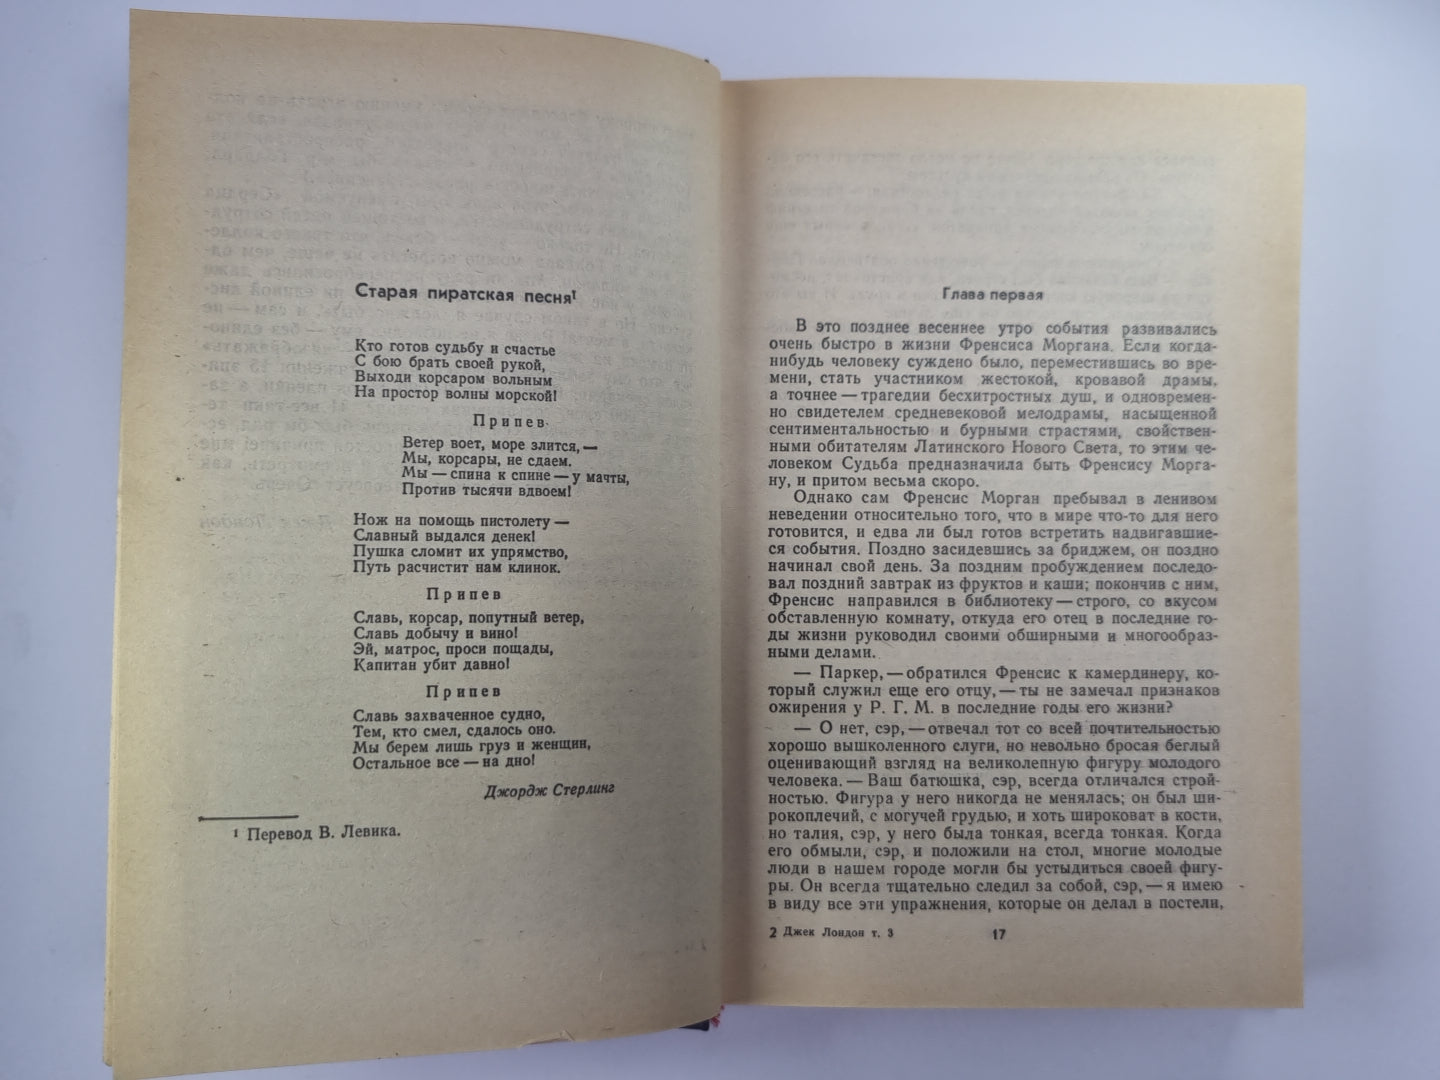 Старая пиратская песня¹
Кто готов судьбу и счастье
С бою брать своей рукой,
Выходи корсаром вольным
На простор волны морской!
Припев
Ветер воет, море злится, —
Мы, корсары, не сдаем.
Мы — спина к спине — у мачты,
Против тысячи вдвоем!
Нож на помощь пистолету —
Славный выдался денек!
Пушка сломит их упрямство,
Путь расчистит нам клинок.
Припев
Славь, корсар, попутный ветер,
Славь добычу и вино!
Эй, матрос, проси пощады,
Капитан убит давно!
Припев
Славь захваченное судно,
Тем, кто смел, сдалось оно.
Мы берем лишь груз и женщин,
Остальное все — на дно!
Джордж Стерлинг
¹ Перевод В. Левика.
Глава первая
В это позднее весеннее утро события развивались
очень быстро в жизни Френсиса Моргана. Если когда-
нибудь человеку суждено было, переместившись во вре-
мени, стать участником жестокой, кровавой драмы,
а точнее — трагедии бесхитростных душ, и одновремен-
но свидетелем средневековой мелодрамы, насыщенной
сентиментальностью и бурными страстями, свойствен-
ными обитателям Латинского Нового Света, то этим че-
ловеком Судьба предназначила быть Френсису Морга-
ну, и притом весьма скоро.
Однако сам Френсис Морган пребывал в ленивом
неведении относительно того, что в мире что-то для него
готовится, и едва ли был готов встретить надвигавшие-
ся события. Поздно засидевшись за бриджем, он поздно
начинал свой день. За поздним пробуждением последо-
вал поздний завтрак из фруктов и каши; покончив с ним,
Френсис направился в библиотеку — строго, со вкусом
обставленную комнату, откуда его отец в последние го-
ды жизни руководил своими обширными и многообраз-
ными делами.
— Паркер, — обратился Френсис к камердинеру, ко-
торый служил еще его отцу, — ты не замечал признаков
ожирения у Р. Г. М. в последние годы его жизни?
— О нет, сэр, — отвечал тот со всей почтительностью
хорошо вышколенного слуги, но невольно бросая беглый
оценивающий взгляд на великолепную фигуру молодого
человека. — Ваш батюшка, сэр, всегда отличался строй-
ностью. Фигура у него никогда не менялась; он был ши-
рокоплечий, с могучей грудью, и хоть широковат в кости,
но талия, сэр, у него была тонкая, всегда тонкая. Когда
его обмыли, сэр, и положили на стол, многие молодые
люди в нашем городе могли бы устыдиться своей фигу-
ры. Он всегда тщательно следил за собой, сэр, — я имею
в виду все эти упражнения, которые он делал в постели,
2 Джек Лондон т. 3 17